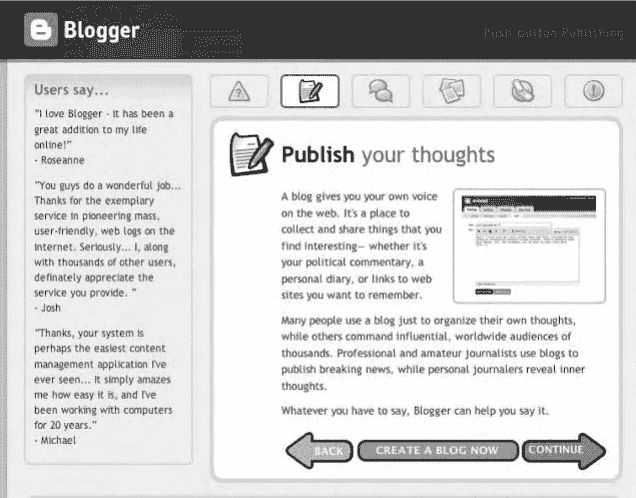 Blogger
Push Button Publishing
Users say...
"I love Blogger - it has been a
great addition to my life
online!"
- Roseanne
"You guys do a wonderful job...
Thanks for the exemplary
service in pioneering mass,
user-friendly, web logs on the
internet. Seriously... I, along
with thousands of other users,
definately appreciate the
service you provide. "
- Josh
"Thanks, your system is
perhaps the easiest content
management application I've
ever seen... It simply amazes
me how easy it is, and I've
been working with computers
for 20 years."
- Michael
Publish your thoughts
A blog gives you your own voice
on the web. It's a place to
collect and share things that you
find interesting— whether it's
your political commentary, a
personal diary, or links to web
sites you want to remember.
Many people use a blog just to organize their own thoughts,
while others command influential, worldwide audiences of
thousands. Professional and amateur journalists use blogs to
publish breaking news, while personal journalers reveal inner
thoughts.
Whatever you have to say, Blogger can help you say it.
BACK
CREATE A BLOG NOW
CONTINUE